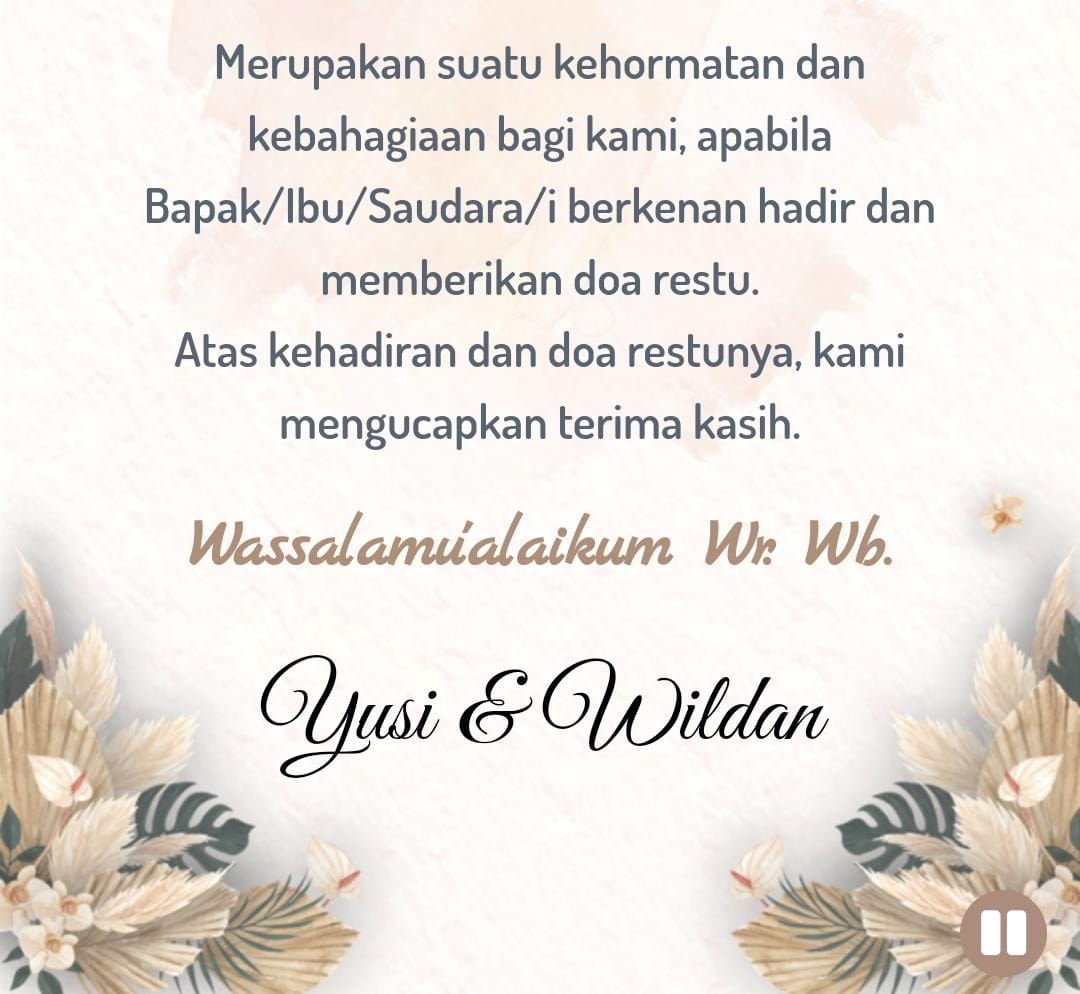 Merupakan suatu kehormatan dan
kebahagiaan bagi kami, apabila
Bapak/Ibu/Saudara/i berkenan hadir dan
memberikan doa restu.
Atas kehadiran dan doa restunya, kami
mengucapkan terima kasih.
Wassalamu'alaikum Wr. Wb.
Yusi & Wildan